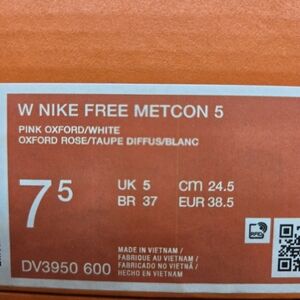 W NIKE FREE METCON 5
PINK OXFORD/WHITE
OXFORD ROSE/TAUPE DIFFUS/BLANC
7 5
UK 5 cm 24.5
BR 37 EUR 38.5
MADE IN VIETNAM /
FABRIQUE AU VIETNAM /
FABRICADO NO VIETNÃ /
HECHO EN VIETNAM
DV3950 600